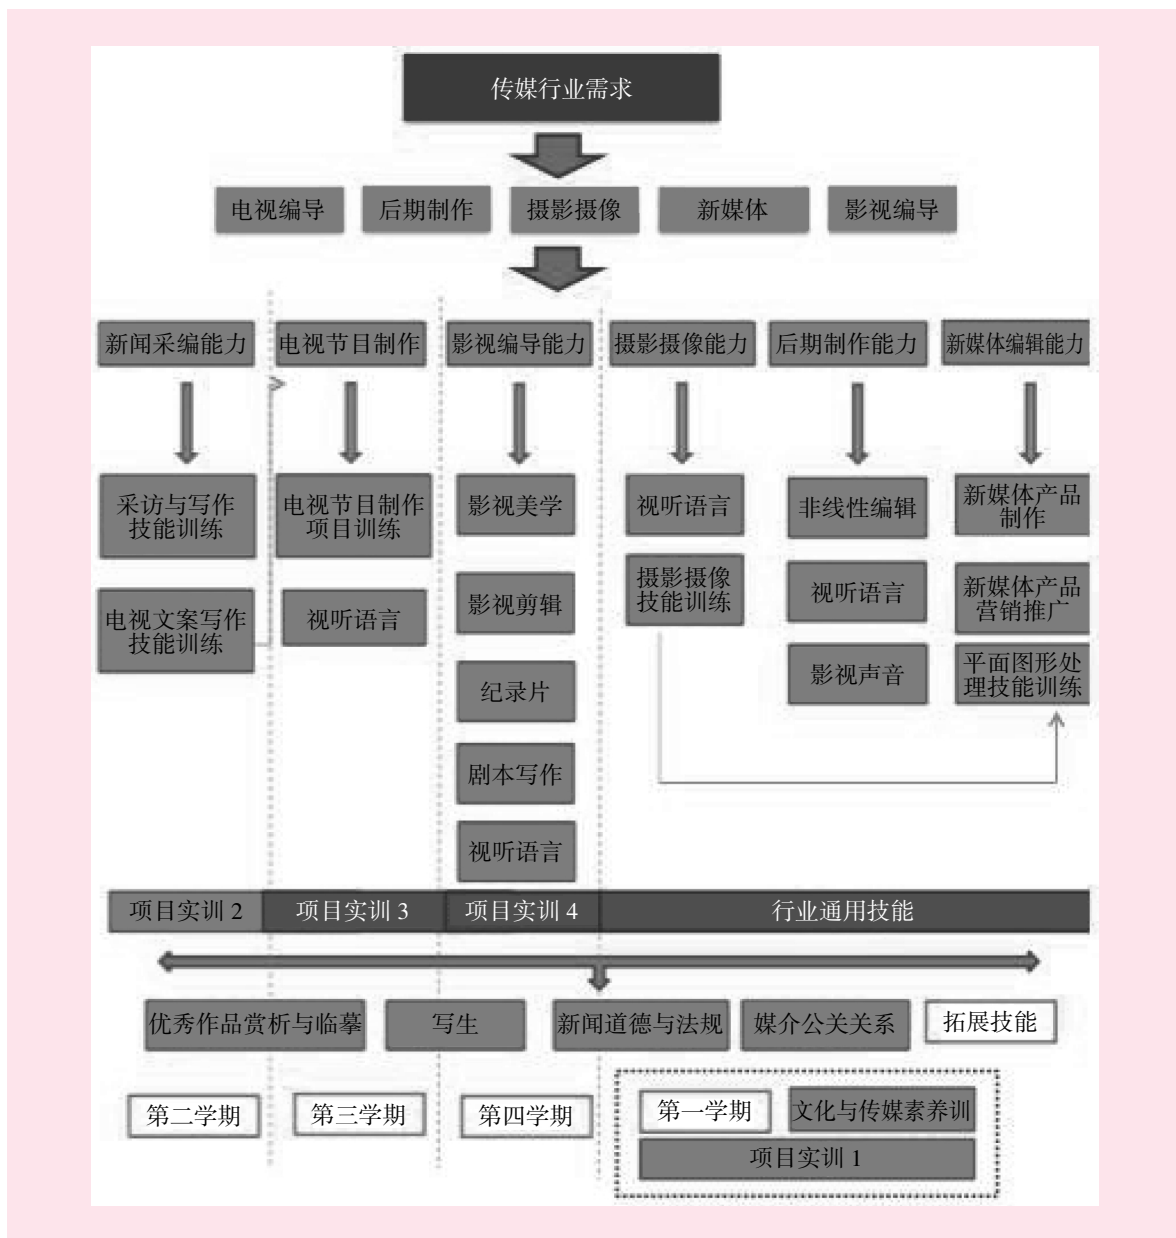 传媒行业需求
电视编导
后期制作
摄影摄像
新媒体
影视编导
新闻采编能力
电视节目制作
影视编导能力
摄影摄像能力
后期制作能力
新媒体编辑能力
采访与写作
技能训练
电视节目制作
项目训练
影视美学
视听语言
非线性编辑
新媒体产品
制作
电视文案写作
技能训练
视听语言
影视剪辑
摄影摄像
技能训练
视听语言
新媒体产品
营销推广
纪录片
影视声音
平面图形处
理技能训练
剧本写作
视听语言
项目实训 2
项目实训 3
项目实训 4
行业通用技能
优秀作品赏析与临摹
写生
新闻道德与法规
媒介公关关系
拓展技能
第二学期
第三学期
第四学期
第一学期
文化与传媒素养训
项目实训 1